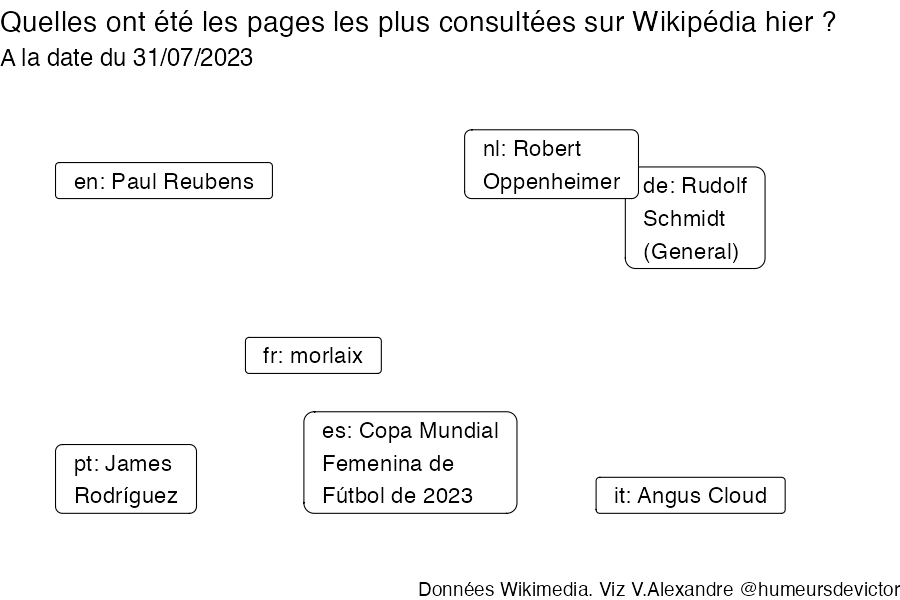 Quelles ont été les pages les plus consultées sur Wikipédia hier ?
A la date du 31/07/2023
en: Paul Reubens
nl: Robert
Oppenheimer
de: Rudolf
Schmidt
(General)
fr: morlaix
es: Copa Mundial
Femenina de
Fútbol de 2023
pt: James
Rodríguez
it: Angus Cloud
Données Wikimedia. Viz V.Alexandre @humeursdevictor